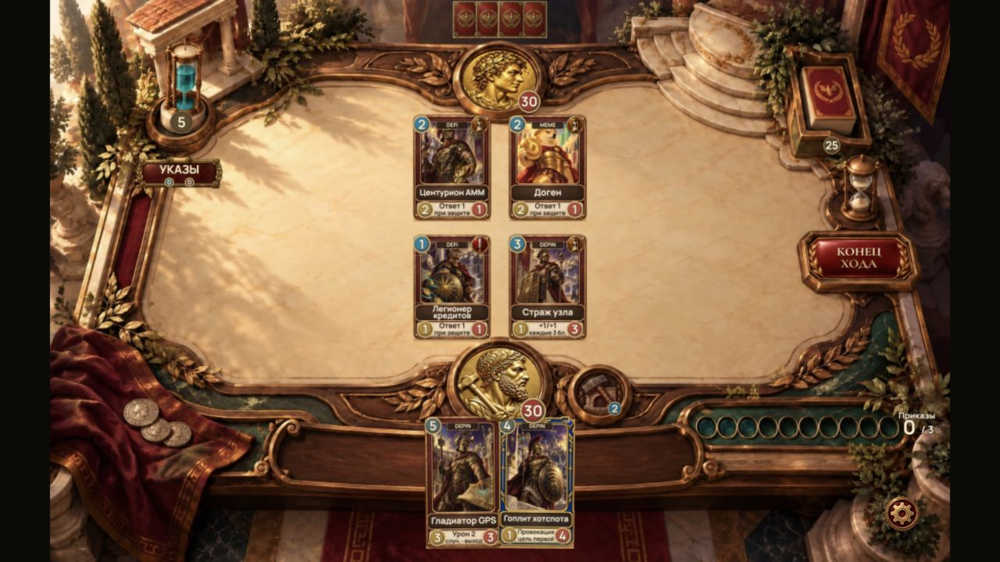 30
5
УКАЗЫ
0 0
25
2 DEFI
Центурион АММ
2 Ответ 1 при защите 1
2 MEME
Доген
2 Ответ 1 при защите 1
1 DEFI
Легионер кредитов
1 Ответ 1 при защите 1
3 DEPIN
Страж узла
1 +1/+1 каждые 3 бл. 3
КОНЕЦ
ХОДА
30
2
Приказы
0 / 3
5 DEPIN
Гладиатор GPS
3 Урон 2 случ. - выход 3
4 DEPIN
Гоплит хотспота
1 Провокация цель первой 4